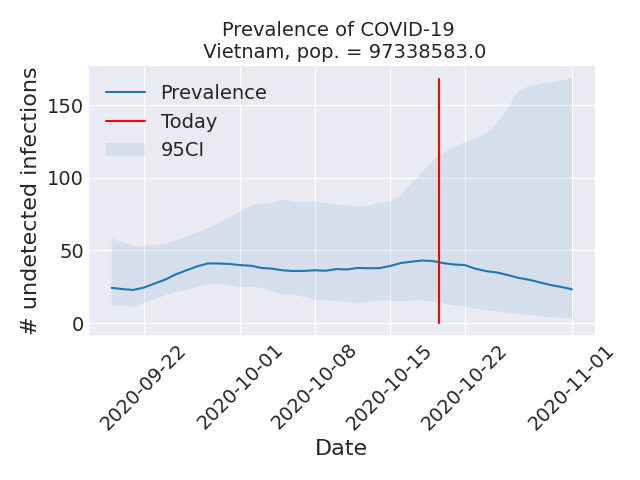 Prevalence of COVID-19
Vietnam, pop. = 97338583.0
# undetected infections
150
100
50
0
Prevalence
Today
95CI
2020-09-22
2020-10-01
2020-10-08
2020-10-15
2020-10-22
2020-11-01
Date